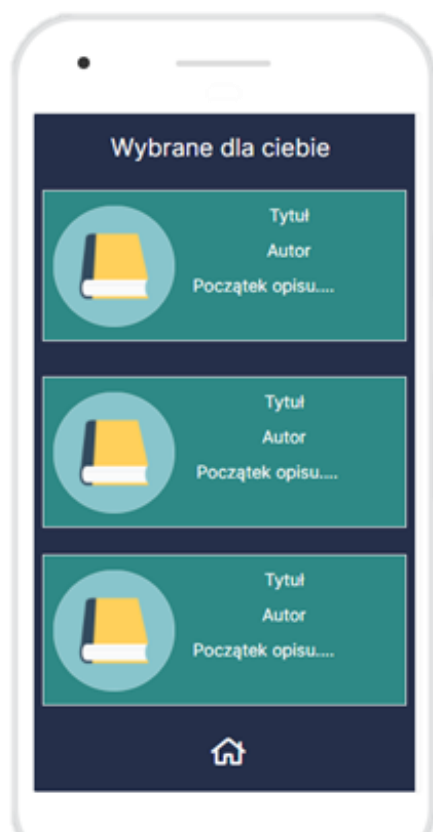 Wybrane dla ciebie
Tytuł
Autor
Początek opisu....
Tytuł
Autor
Początek opisu....
Tytuł
Autor
Początek opisu....